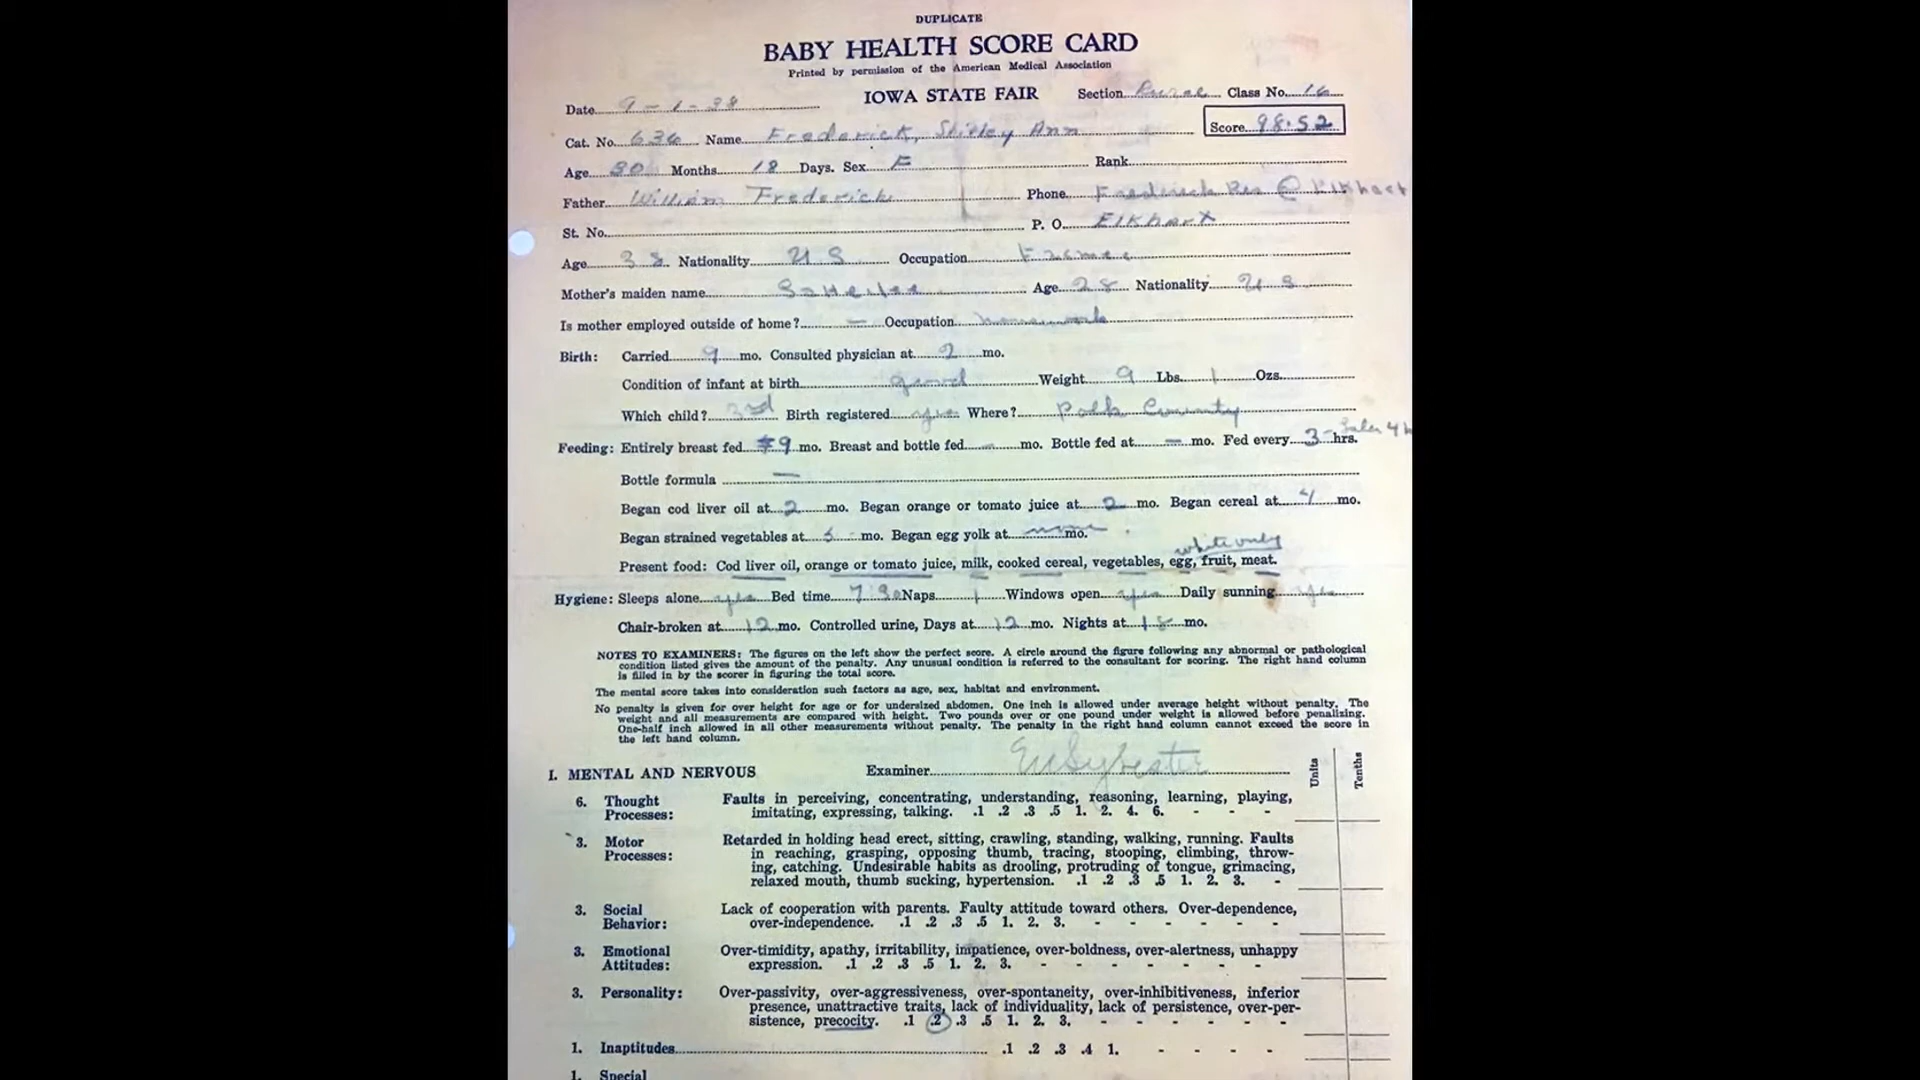 DUPLICATE
BABY HEALTH SCORE CARD
Printed by permission of the American Medical Association
Date 9-1-38 IOWA STATE FAIR Section Rural Class No. 16
Cat. No. 636 Name Frederick, Shirley Ann Score 98.52
Age 30 Months 18 Days. Sex F Rank
Father William Frederick Phone Frederick Res @ Elkhart
St. No. P. O. Elkhart
Age 38 Nationality U S Occupation Farmer
Mother's maiden name Age 28 Nationality U S
Is mother employed outside of home? — Occupation homework
Birth: Carried 9 mo. Consulted physician at 2 mo.
Condition of infant at birth good Weight 9 Lbs. 1 Ozs.
Which child? 3rd Birth registered yes Where? Polk County
Feeding: Entirely breast fed 9 mo. Breast and bottle fed — mo. Bottle fed at — mo. Fed every 3 - later 4 hrs.
Bottle formula —
Began cod liver oil at 2 mo. Began orange or tomato juice at 2 mo. Began cereal at 4 mo.
Began strained vegetables at mo. Began egg yolk at none mo.
white only
Present food: Cod liver oil, orange or tomato juice, milk, cooked cereal, vegetables, egg, fruit, meat.
Hygiene: Sleeps alone yes Bed time 7:30 Naps 1 Windows open yes Daily sunning yes
Chair-broken at 12 mo. Controlled urine, Days at 12 mo. Nights at 18 mo.
NOTES TO EXAMINERS: The figures on the left show the perfect score. A circle around the figure following any abnormal or pathological
condition listed gives the amount of the penalty. Any unusual condition is referred to the consultant for scoring. The right hand column
is filled in by the scorer in figuring the total score.
The mental score takes into consideration such factors as age, sex, habitat and environment.
No penalty is given for over height for age or for undersized abdomen. One inch is allowed under average height without penalty. The
weight and all measurements are compared with height. Two pounds over or one pound under weight is allowed before penalizing.
One-half inch allowed in all other measurements without penalty. The penalty in the right hand column cannot exceed the score in
the left hand column.
I. MENTAL AND NERVOUS Examiner Units Tenths
6. Thought Processes: Faults in perceiving, concentrating, understanding, reasoning, learning, playing,
imitating, expressing, talking. .1 .2 .3 .5 1. 2. 4. 6. - - -
3. Motor Processes: Retarded in holding head erect, sitting, crawling, standing, walking, running. Faults
in reaching, grasping, opposing thumb, tracing, stooping, climbing, throw-
ing, catching. Undesirable habits as drooling, protruding of tongue, grimacing,
relaxed mouth, thumb sucking, hypertension. .1 .2 .3 .5 1. 2. 3. -
3. Social Behavior: Lack of cooperation with parents. Faulty attitude toward others. Over-dependence,
over-independence. .1 .2 .3 .5 1. 2. 3. - - - - - -
3. Emotional Attitudes: Over-timidity, apathy, irritability, impatience, over-boldness, over-alertness, unhappy
expression. .1 .2 .3 .5 1. 2. 3. - - - - - - -
3. Personality: Over-passivity, over-aggressiveness, over-spontaneity, over-inhibitiveness, inferior
presence, unattractive traits, lack of individuality, lack of persistence, over-per-
sistence, precocity. .1 .2 .3 .5 1. 2. 3. - - - - - -
1. Inaptitudes .1 .2 .3 .4 1. - - - -
1. Special